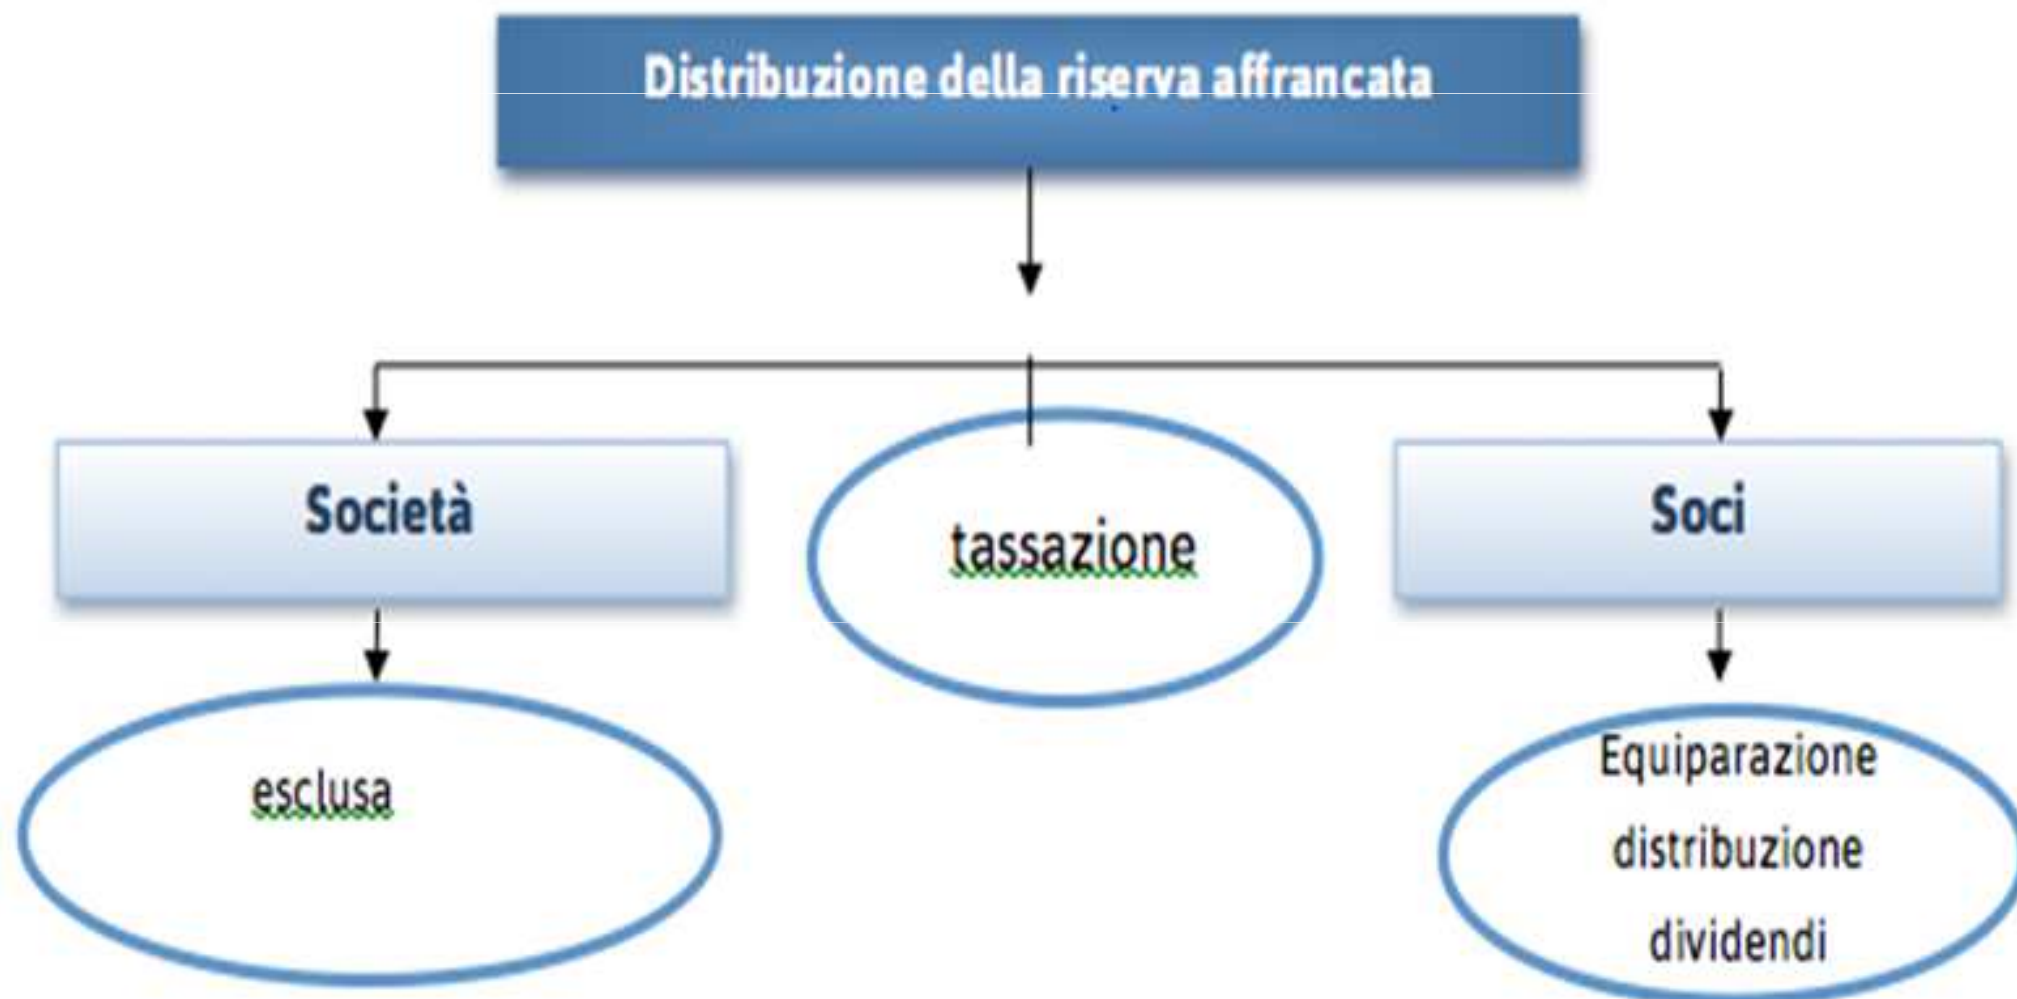 Distribuzione della riserva affrancata
Società
tassazione
Soci
esclusa
Equiparazione
distribuzione
dividendi